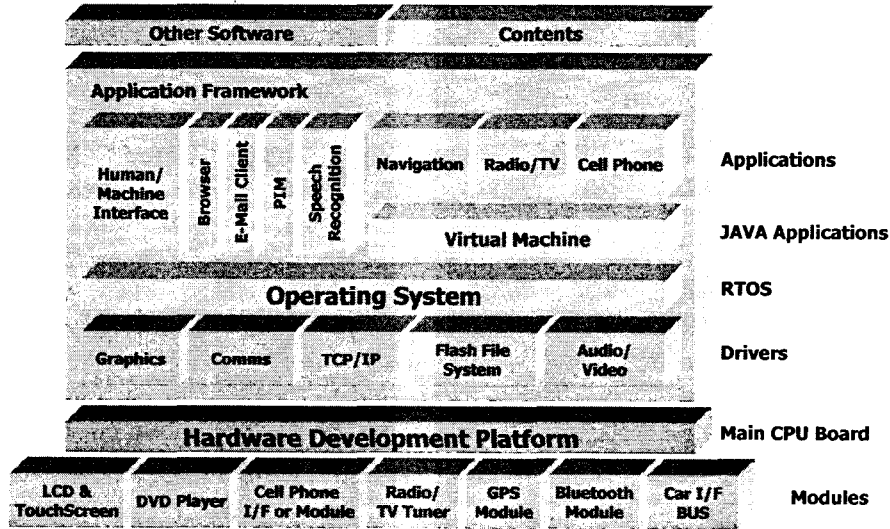 Other Software
Contents
Application Framework
Human/
Machine
Interface
Browser
E-Mail Client
PIM
Speech
Recognition
Navigation
Radio/TV
Cell Phone
Applications
Virtual Machine
JAVA Applications
Operating System
RTOS
Graphics
Comms
TCP/IP
Flash File
System
Audio/
Video
Drivers
Hardware Development Platform
Main CPU Board
LCD &
TouchScreen
DVD Player
Cell Phone
I/F or Module
Radio/
TV Tuner
GPS
Module
Bluetooth
Module
Car I/F
BUS
Modules